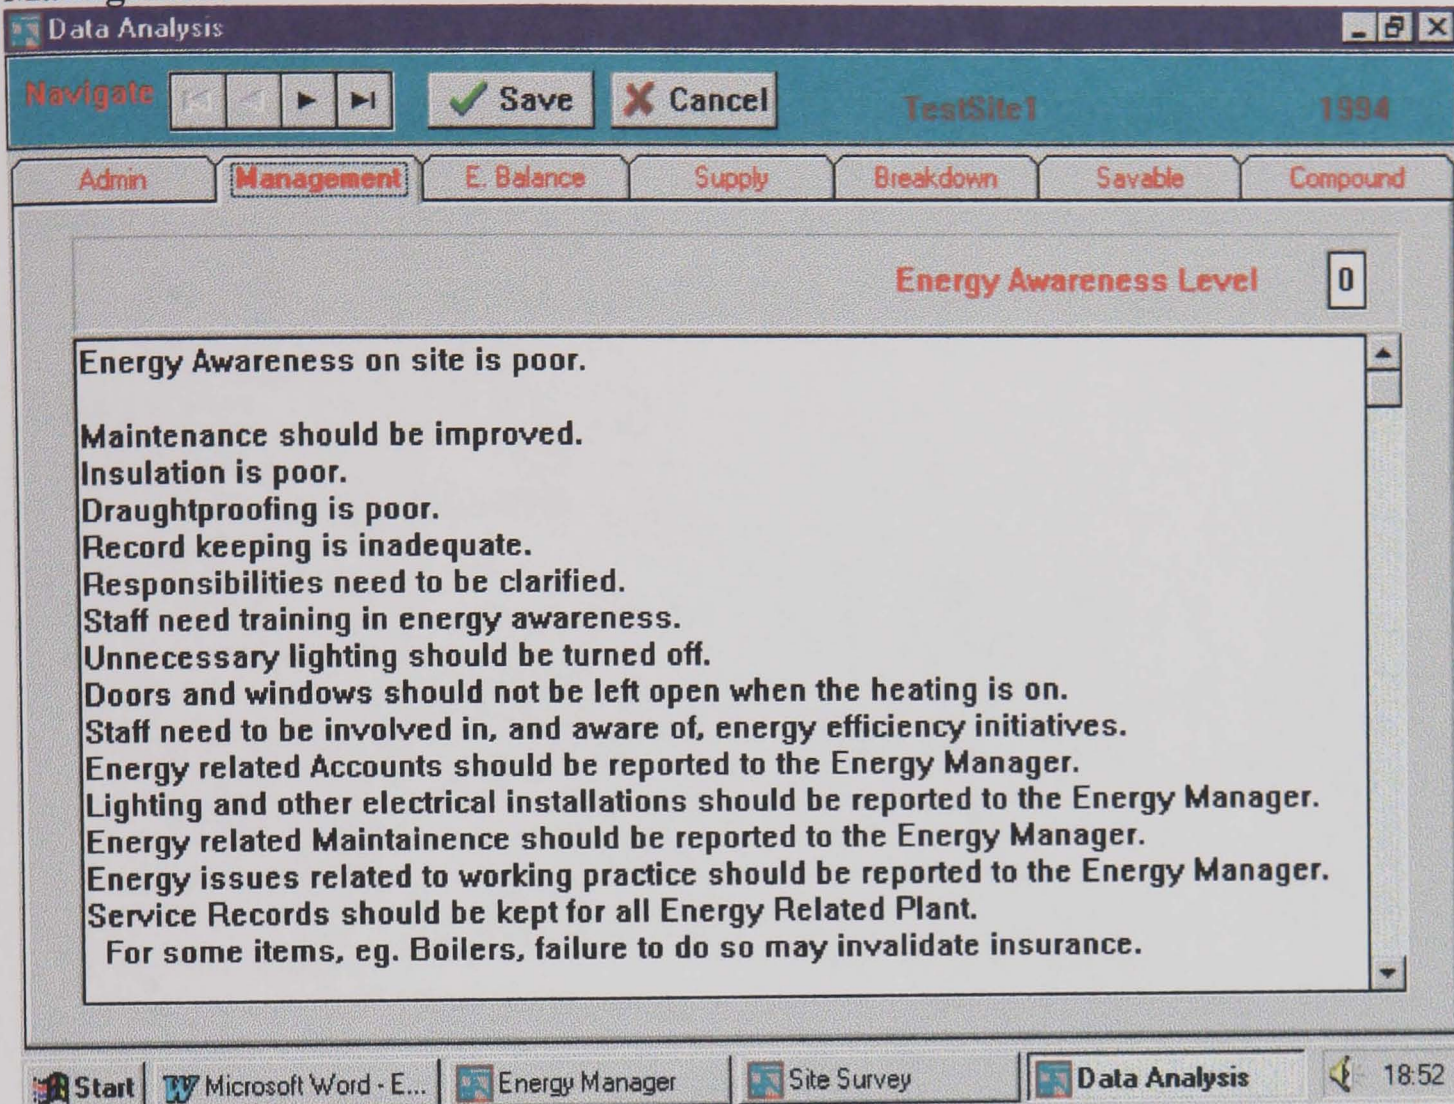 Data Analysis
Navigate Save Cancel TestSite1 1994
Admin Management E. Balance Supply Breakdown Savable Compound
Energy Awareness Level 0
Energy Awareness on site is poor.
Maintenance should be improved.
Insulation is poor.
Draughtproofing is poor.
Record keeping is inadequate.
Responsibilities need to be clarified.
Staff need training in energy awareness.
Unnecessary lighting should be turned off.
Doors and windows should not be left open when the heating is on.
Staff need to be involved in, and aware of, energy efficiency initiatives.
Energy related Accounts should be reported to the Energy Manager.
Lighting and other electrical installations should be reported to the Energy Manager.
Energy related Maintainence should be reported to the Energy Manager.
Energy issues related to working practice should be reported to the Energy Manager.
Service Records should be kept for all Energy Related Plant.
For some items, eg. Boilers, failure to do so may invalidate insurance.
Start Microsoft Word - E... Energy Manager Site Survey Data Analysis 18:52